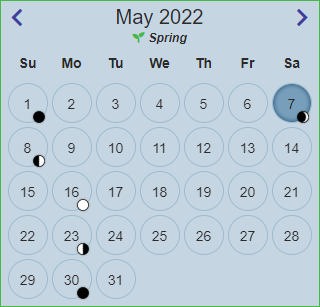 May 2022
Spring
Su Mo Tu We Th Fr Sa
1 2 3 4 5 6 7
8 9 10 11 12 13 14
15 16 17 18 19 20 21
22 23 24 25 26 27 28
29 30 31